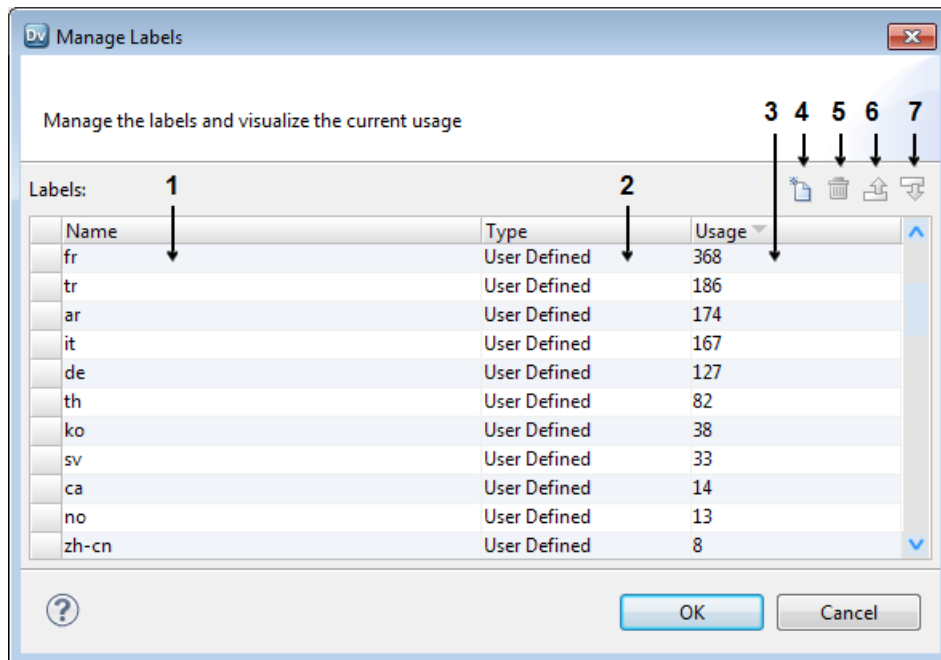 Dv Manage Labels
Manage the labels and visualize the current usage
3 4 5 6 7
Labels: 1 2
Name Type Usage
fr User Defined 368
tr User Defined 186
ar User Defined 174
it User Defined 167
de User Defined 127
th User Defined 82
ko User Defined 38
sv User Defined 33
ca User Defined 14
no User Defined 13
zh-cn User Defined 8
? OK Cancel